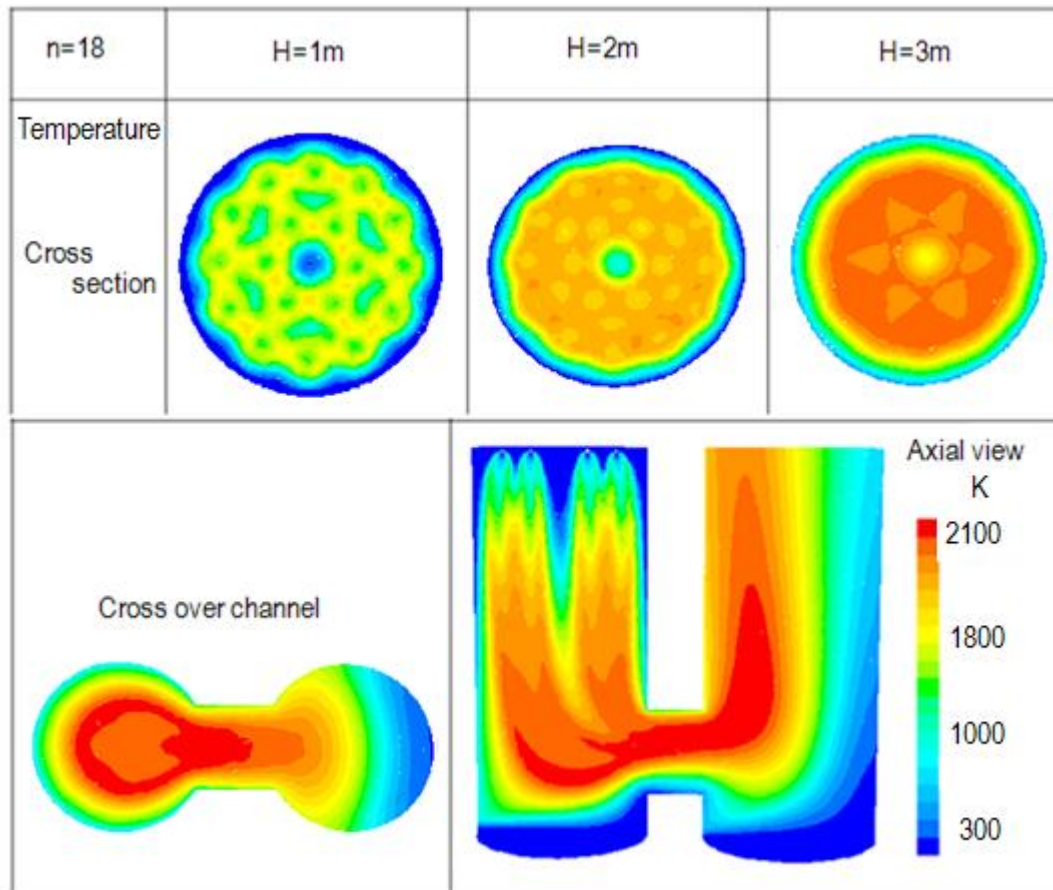 n=18
H=1m
H=2m
H=3m
Temperature
Cross
section
Cross over channel
Axial view
K
2100
1800
1000
300